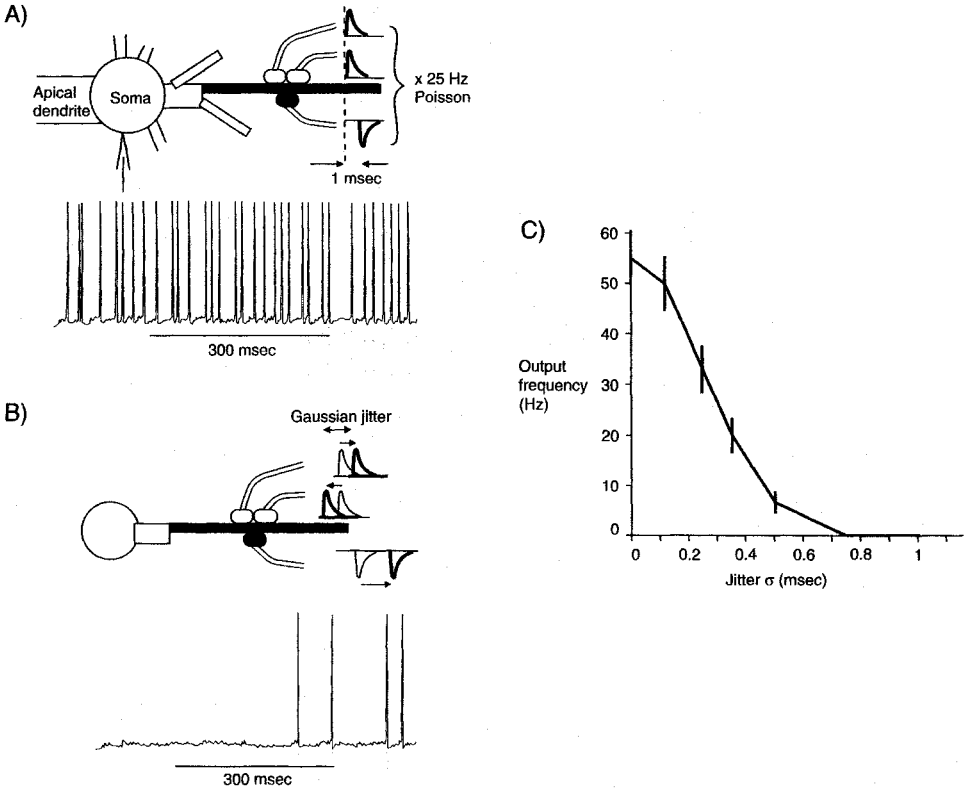 A)
Apical
dendrite
Soma
x 25 Hz
Poisson
1 msec
300 msec
B)
Gaussian jitter
300 msec
C)
60
50
40
30
20
10
0
Output
frequency
(Hz)
0 0.2 0.4 0.6 0.8 1
Jitter σ (msec)